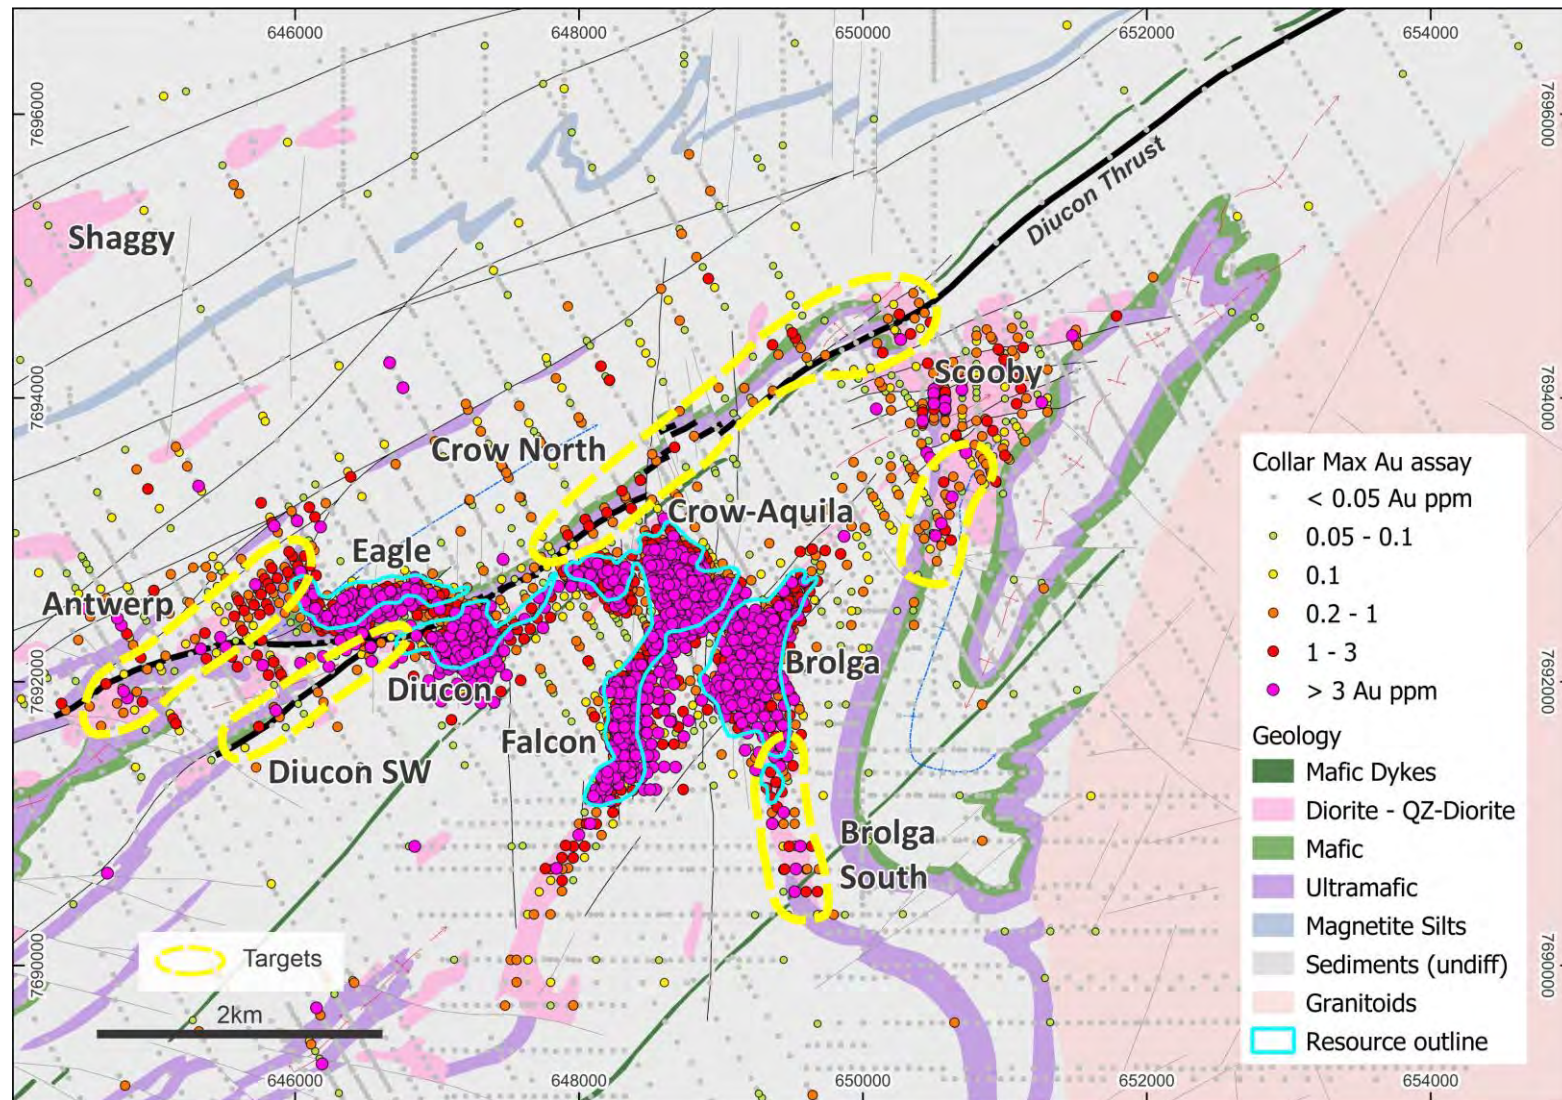 646000 648000 650000 652000 654000
7696000 7696000
Diucon Thrust
Shaggy
Scooby
7694000 7694000
Crow North
Crow-Aquila
Eagle
Antwerp
Brolga
7692000 7692000
Diucon
Falcon
Diucon SW
Brolga
South
Targets
7690000 7690000
2km
646000 648000 650000 652000 654000
Collar Max Au assay
< 0.05 Au ppm
0.05 - 0.1
0.1
0.2 - 1
1 - 3
> 3 Au ppm
Geology
Mafic Dykes
Diorite - QZ-Diorite
Mafic
Ultramafic
Magnetite Silts
Sediments (undiff)
Granitoids
Resource outline